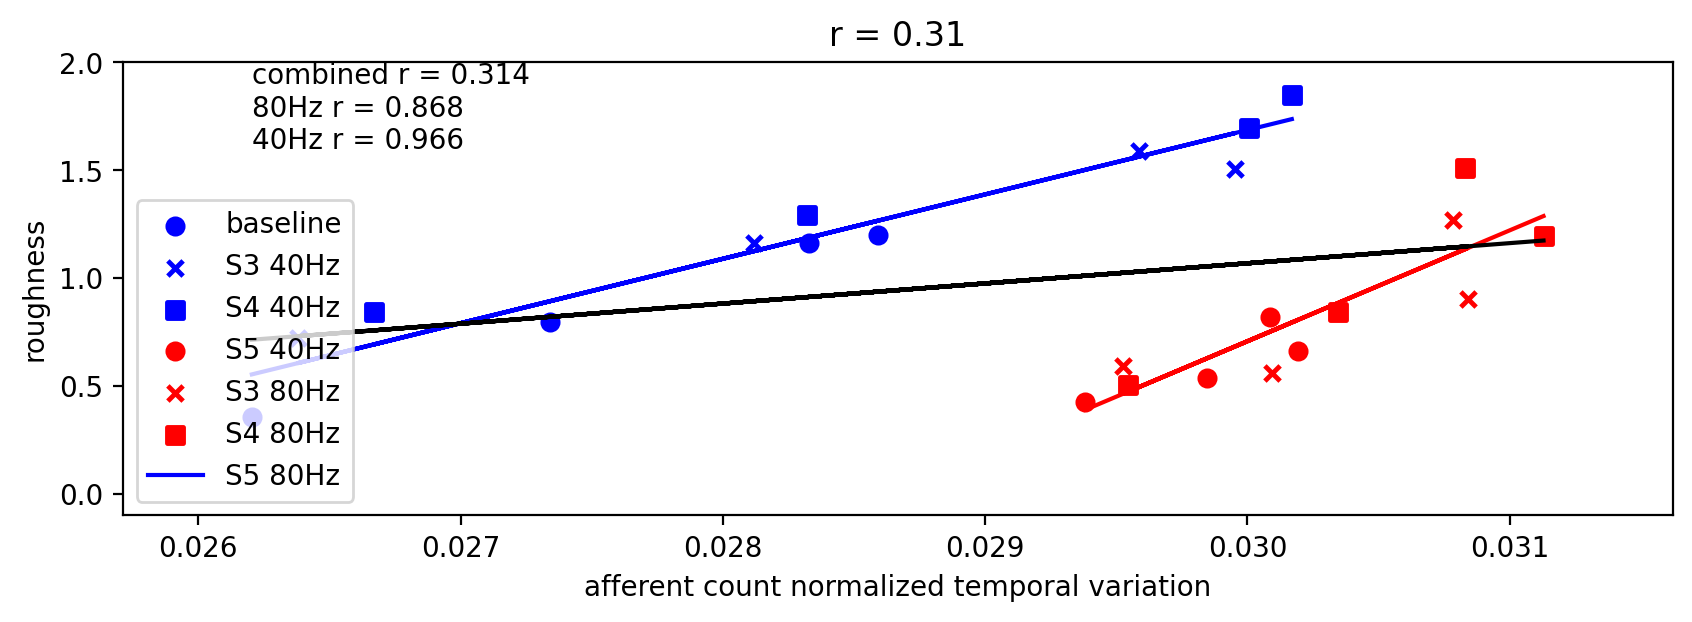 r = 0.31
combined r = 0.314
80Hz r = 0.868
40Hz r = 0.966
baseline
S3 40Hz
S4 40Hz
S5 40Hz
S3 80Hz
S4 80Hz
S5 80Hz
roughness
2.0
1.5
1.0
0.5
0.0
0.026 0.027 0.028 0.029 0.030 0.031
afferent count normalized temporal variation